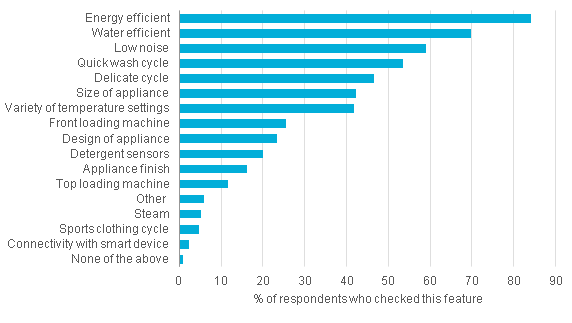 Energy efficient
Water efficient
Low noise
Quick wash cycle
Delicate cycle
Size of appliance
Variety of temperature settings
Front loading machine
Design of appliance
Detergent sensors
Appliance finish
Top loading machine
Other
Steam
Sports clothing cycle
Connectivity with smart device
None of the above
0 10 20 30 40 50 60 70 80 90
% of respondents who checked this feature